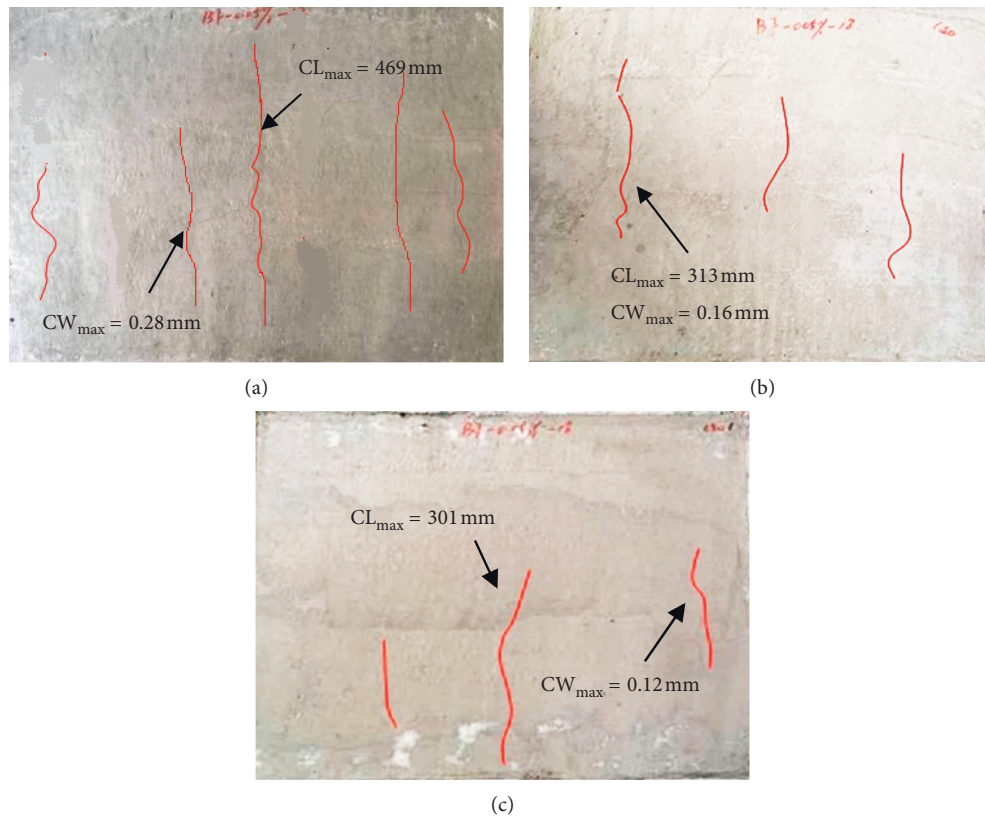 CLmax = 469 mm
CWmax = 0.28 mm
(a)
CLmax = 313 mm
CWmax = 0.16 mm
(b)
CLmax = 301 mm
CWmax = 0.12 mm
(c)